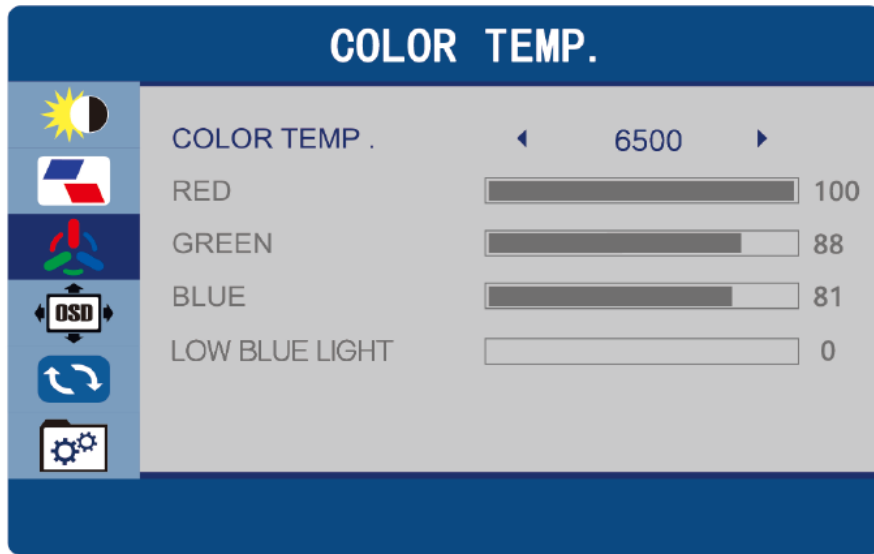 COLOR TEMP.
COLOR TEMP . 6500
RED 100
GREEN 88
BLUE 81
OSD
LOW BLUE LIGHT 0